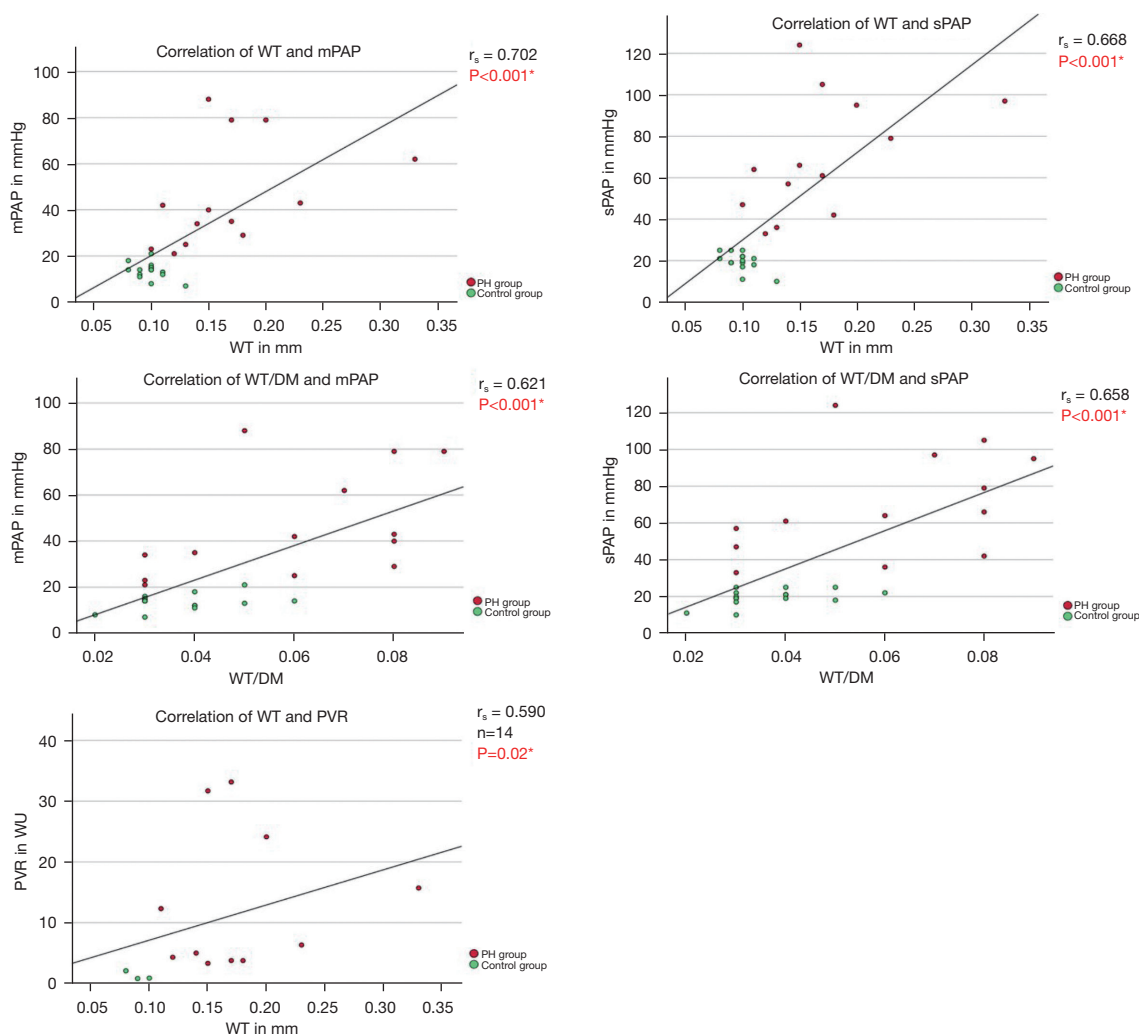 Correlation of WT and mPAP
r_s = 0.702
P<0.001*
mPAP in mmHg
100
80
60
40
20
0
0.05 0.10 0.15 0.20 0.25 0.30 0.35
WT in mm
PH group
Control group
Correlation of WT and sPAP
r_s = 0.668
P<0.001*
sPAP in mmHg
120
100
80
60
40
20
0
0.05 0.10 0.15 0.20 0.25 0.30 0.35
WT in mm
PH group
Control group
Correlation of WT/DM and mPAP
r_s = 0.621
P<0.001*
mPAP in mmHg
100
80
60
40
20
0
0.02 0.04 0.06 0.08
WT/DM
PH group
Control group
Correlation of WT/DM and sPAP
r_s = 0.658
P<0.001*
sPAP in mmHg
120
100
80
60
40
20
0
0.02 0.04 0.06 0.08
WT/DM
PH group
Control group
Correlation of WT and PVR
r_s = 0.590
n=14
P=0.02*
PVR in WU
40
30
20
10
0
0.05 0.10 0.15 0.20 0.25 0.30 0.35
WT in mm
PH group
Control group